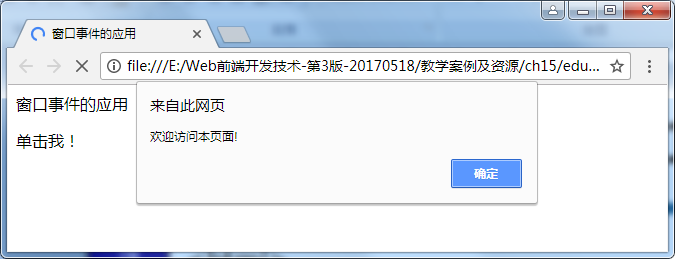 窗口事件的应用
file:///E:/Web前端开发技术-第3版-20170518/教学案例及资源/ch15/edu...
窗口事件的应用
来自此网页
单击我！
欢迎访问本页面!
确定